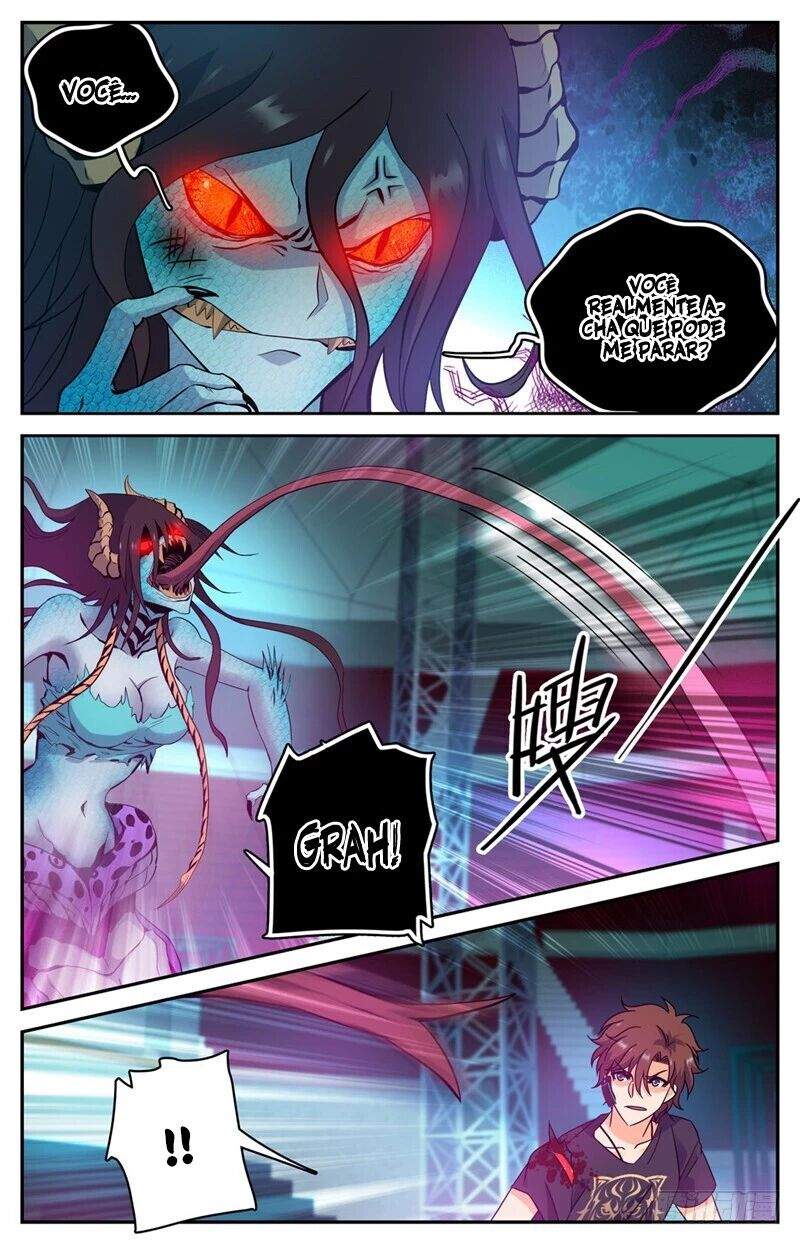 VOCÊ...
VOCÊ
REALMENTE A-
CHA QUE PODE
ME PARAR?
嗖
GRAH!
!!